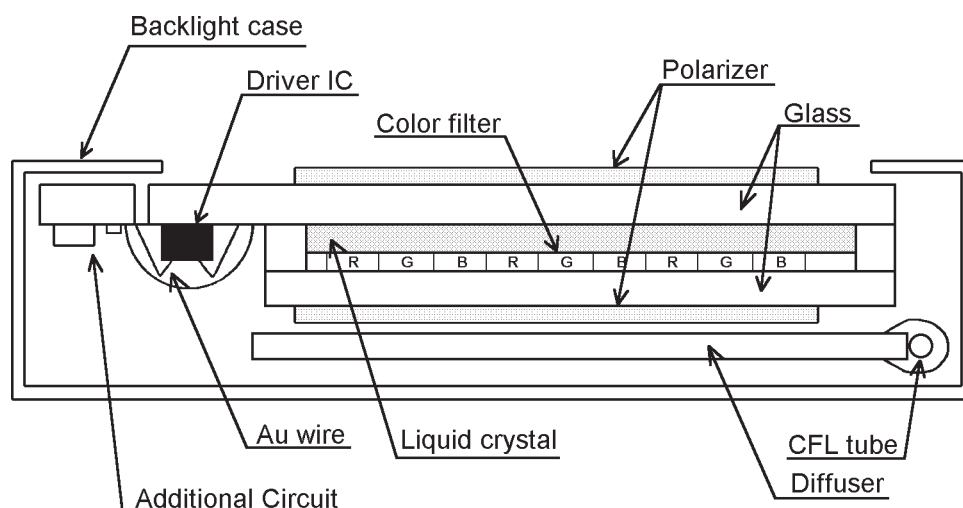 Backlight case
Driver IC
Polarizer
Color filter
Glass
R G B R G B R G B
Au wire
Liquid crystal
CFL tube
Diffuser
Additional Circuit